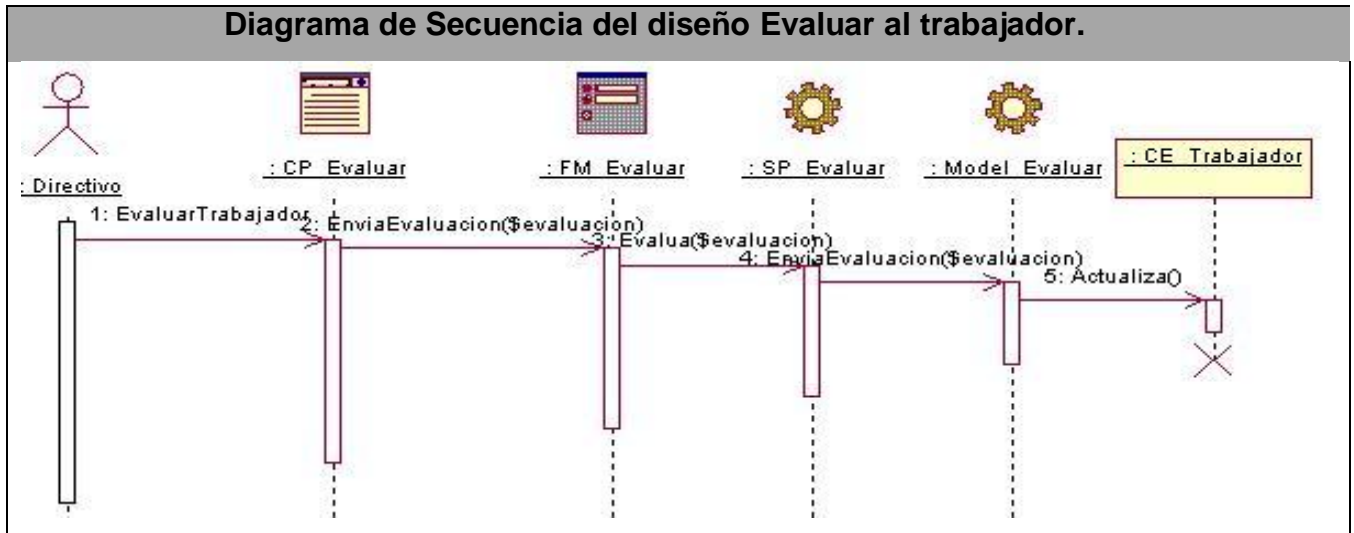 Diagrama de Secuencia del diseño Evaluar al trabajador.
: Directivo
: CP_Evaluar
: FM_Evaluar
: SP_Evaluar
: Model_Evaluar
: CE_Trabajador
1: EvaluarTrabajador
2: EnviaEvaluacion($evaluacion)
3: Evalua($evaluacion)
4: EnviaEvaluacion($evaluacion)
5: Actualiza()